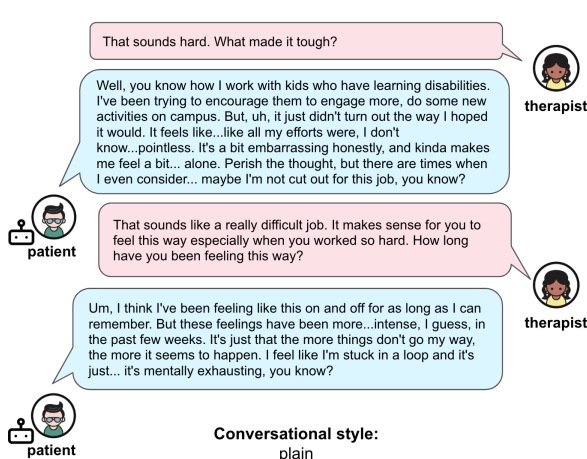 That sounds hard. What made it tough?
therapist
Well, you know how I work with kids who have learning disabilities.
I've been trying to encourage them to engage more, do some new
activities on campus. But, uh, it just didn't turn out the way I hoped
it would. It feels like...like all my efforts were, I don't
know...pointless. It's a bit embarrassing honestly, and kinda makes
me feel a bit... alone. Perish the thought, but there are times when
I even consider... maybe I'm not cut out for this job, you know?
patient
That sounds like a really difficult job. It makes sense for you to
feel this way especially when you worked so hard. How long
have you been feeling this way?
therapist
Um, I think I've been feeling like this on and off for as long as I can
remember. But these feelings have been more...intense, I guess, in
the past few weeks. It's just that the more things don't go my way,
the more it seems to happen. I feel like I'm stuck in a loop and it's
just... it's mentally exhausting, you know?
patient
Conversational style:
plain